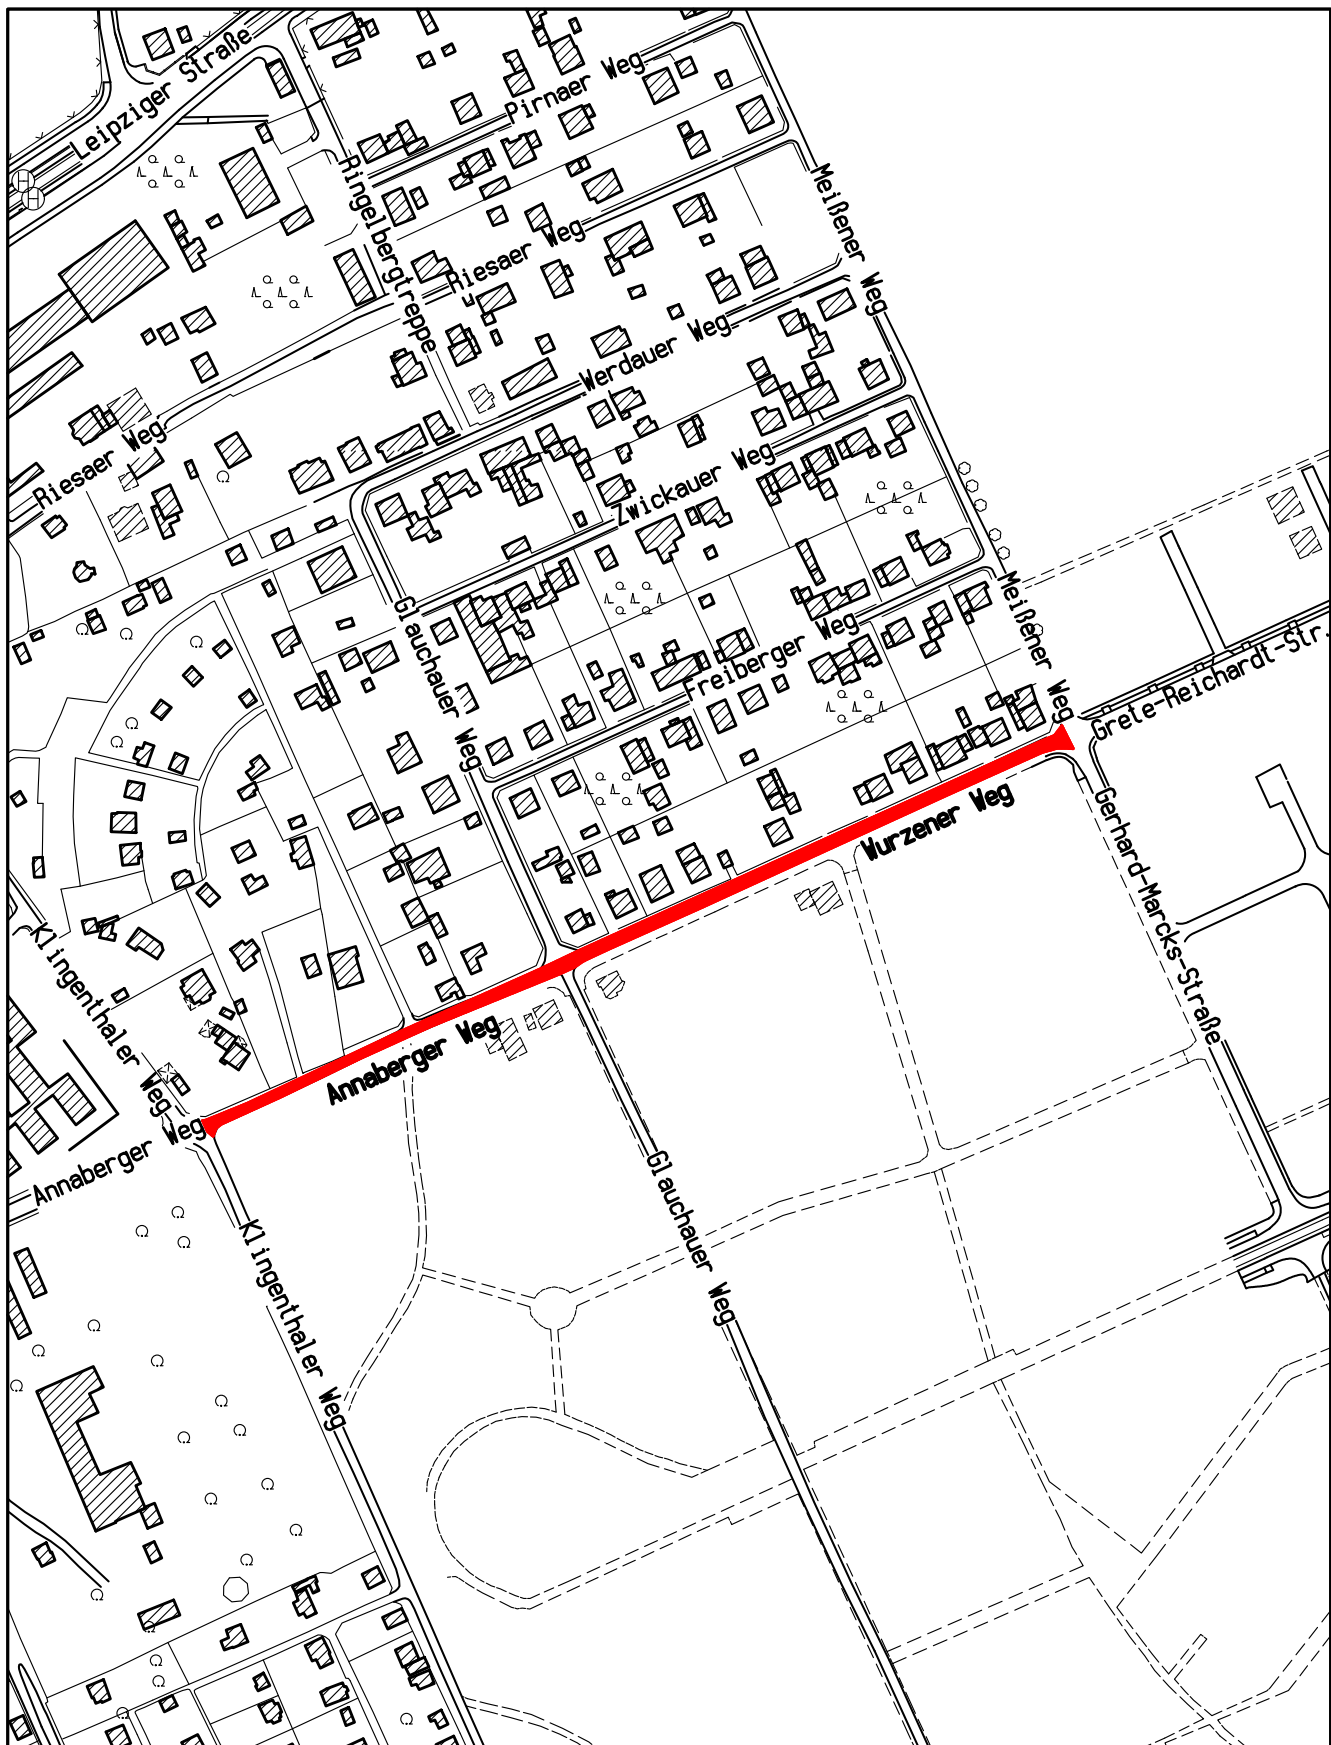 Leipziger Straße
Pirnaer Weg
Ringelbergtreppe
Meißener Weg
Riesaer Weg
H
H
Werdauer Weg
Riesaer Weg
Zwickauer Weg
Glauchauer Weg
Meißener Weg
Freiberger Weg
Grete-Reichardt-Str.
Wurzener Weg
Gerhard-Marcks-Straße
Klingenthaler Weg
Annaberger Weg
Annaberger Weg
Glauchauer Weg
Klingenthaler Weg